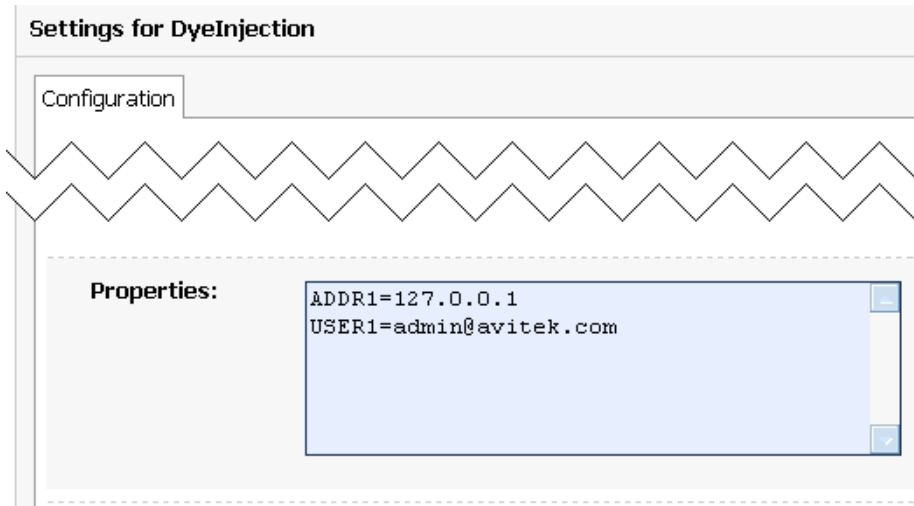 Settings for DyeInjection
Configuration
Properties:
ADDR1=127.0.0.1
USER1=admin@avitek.com